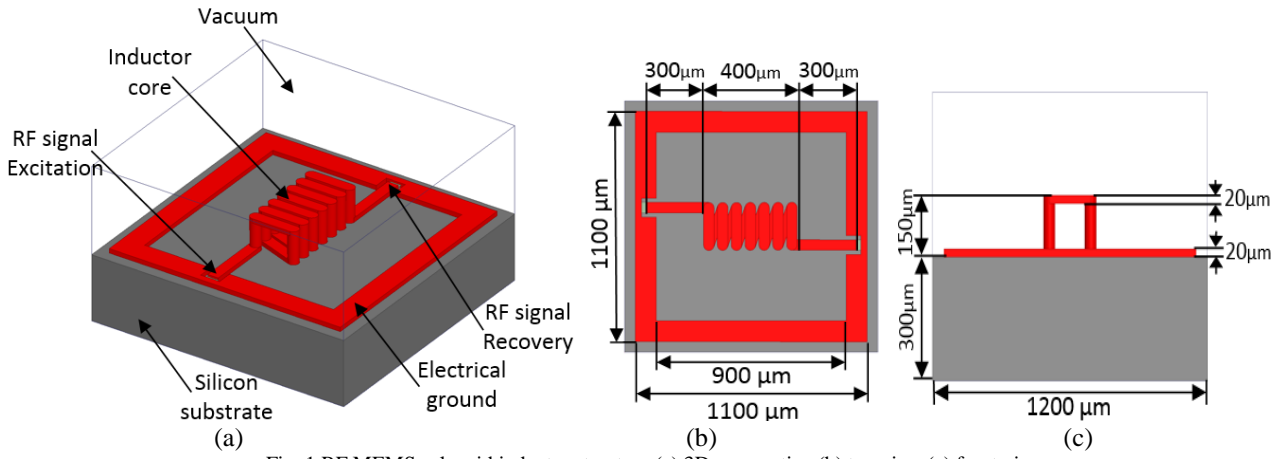 Vacuum
Inductor
core
RF signal
Excitation
RF signal
Recovery
Electrical
ground
Silicon
substrate
(a)
300µm
400µm
300µm
1100 µm
900 µm
1100 µm
(b)
150µm
20µm
20µm
300µm
1200 µm
(c)